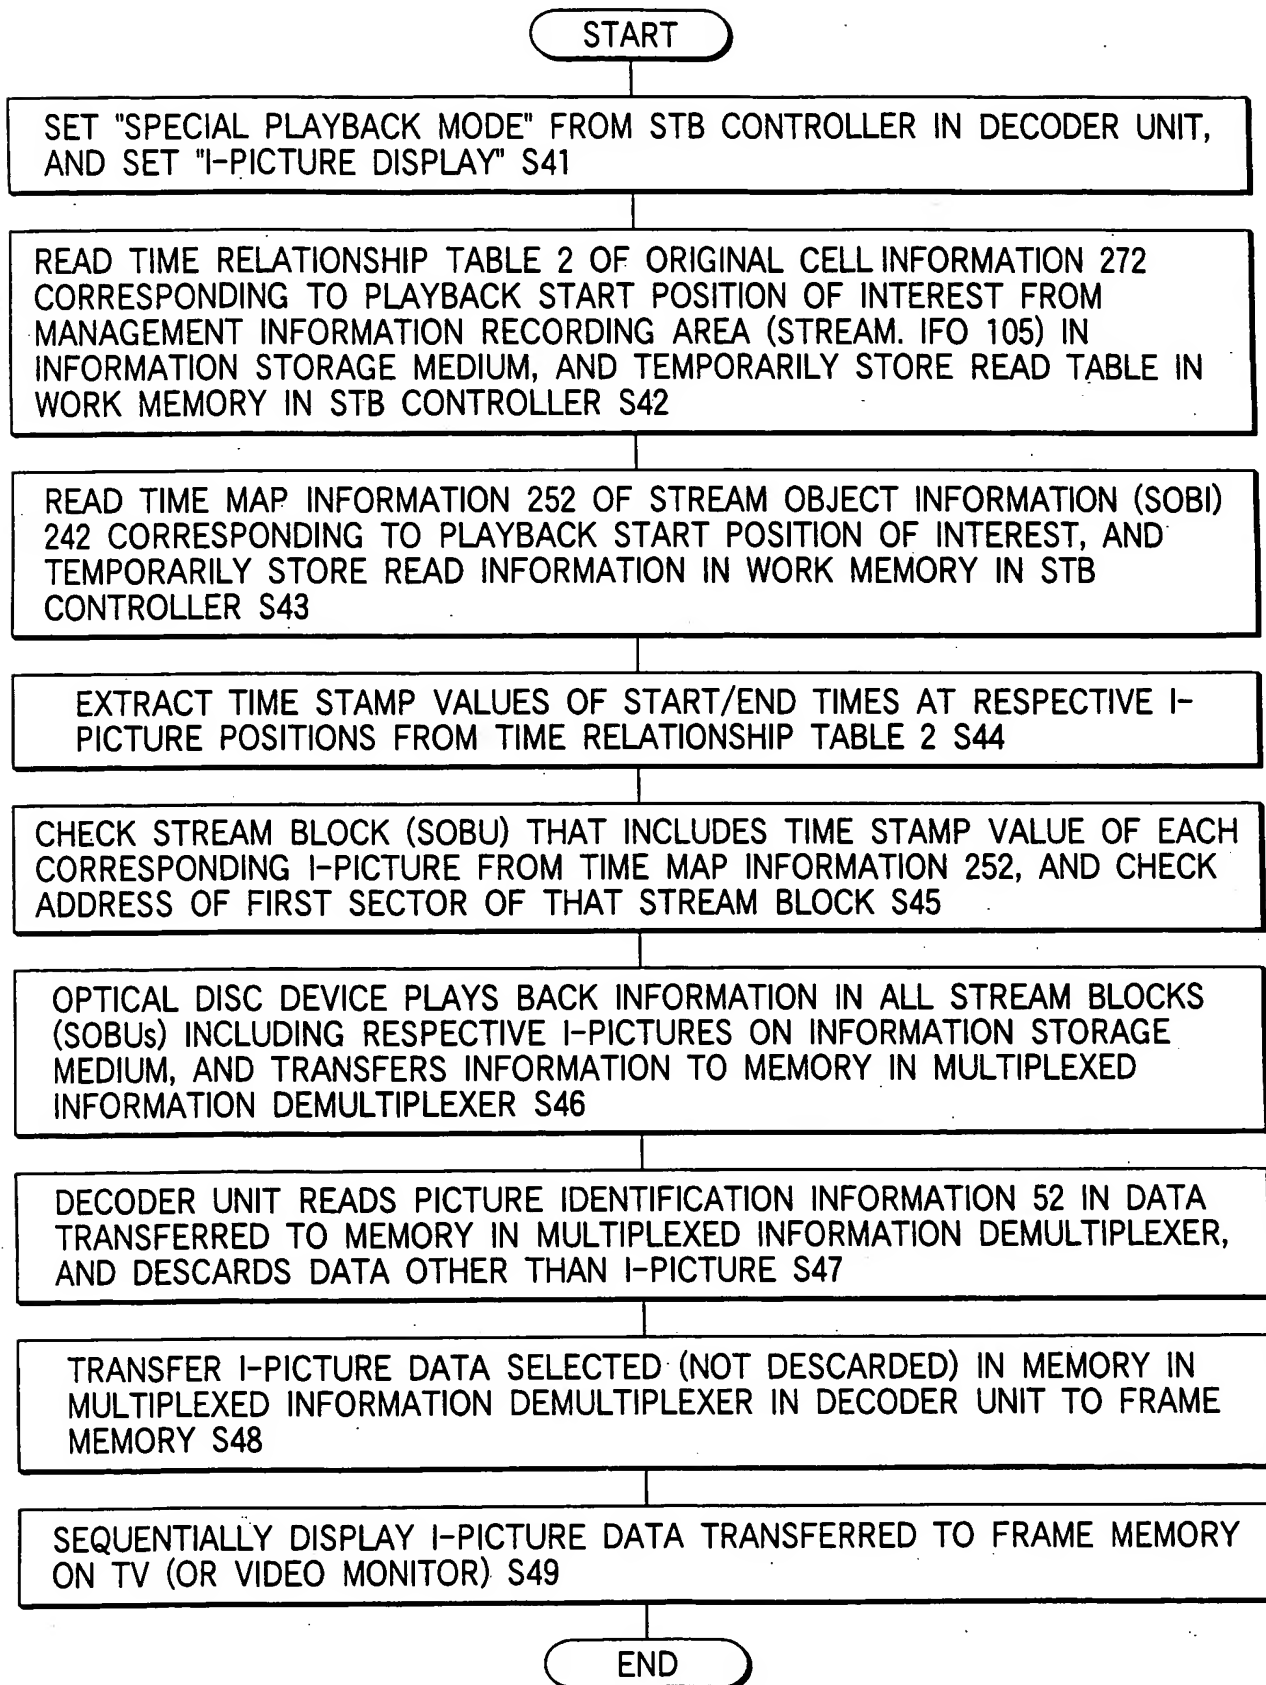 START
SET "SPECIAL PLAYBACK MODE" FROM STB CONTROLLER IN DECODER UNIT,
AND SET "I-PICTURE DISPLAY" S41
READ TIME RELATIONSHIP TABLE 2 OF ORIGINAL CELL INFORMATION 272
CORRESPONDING TO PLAYBACK START POSITION OF INTEREST FROM
MANAGEMENT INFORMATION RECORDING AREA (STREAM. IFO 105) IN
INFORMATION STORAGE MEDIUM, AND TEMPORARILY STORE READ TABLE IN
WORK MEMORY IN STB CONTROLLER S42
READ TIME MAP INFORMATION 252 OF STREAM OBJECT INFORMATION (SOBI)
242 CORRESPONDING TO PLAYBACK START POSITION OF INTEREST, AND
TEMPORARILY STORE READ INFORMATION IN WORK MEMORY IN STB
CONTROLLER S43
EXTRACT TIME STAMP VALUES OF START/END TIMES AT RESPECTIVE I-
PICTURE POSITIONS FROM TIME RELATIONSHIP TABLE 2 S44
CHECK STREAM BLOCK (SOBU) THAT INCLUDES TIME STAMP VALUE OF EACH
CORRESPONDING I-PICTURE FROM TIME MAP INFORMATION 252, AND CHECK
ADDRESS OF FIRST SECTOR OF THAT STREAM BLOCK S45
OPTICAL DISC DEVICE PLAYS BACK INFORMATION IN ALL STREAM BLOCKS
(SOBUs) INCLUDING RESPECTIVE I-PICTURES ON INFORMATION STORAGE
MEDIUM, AND TRANSFERS INFORMATION TO MEMORY IN MULTIPLEXED
INFORMATION DEMULTIPLEXER S46
DECODER UNIT READS PICTURE IDENTIFICATION INFORMATION 52 IN DATA
TRANSFERRED TO MEMORY IN MULTIPLEXED INFORMATION DEMULTIPLEXER,
AND DESCARDS DATA OTHER THAN I-PICTURE S47
TRANSFER I-PICTURE DATA SELECTED (NOT DESCARDED) IN MEMORY IN
MULTIPLEXED INFORMATION DEMULTIPLEXER IN DECODER UNIT TO FRAME
MEMORY S48
SEQUENTIALLY DISPLAY I-PICTURE DATA TRANSFERRED TO FRAME MEMORY
ON TV (OR VIDEO MONITOR) S49
END